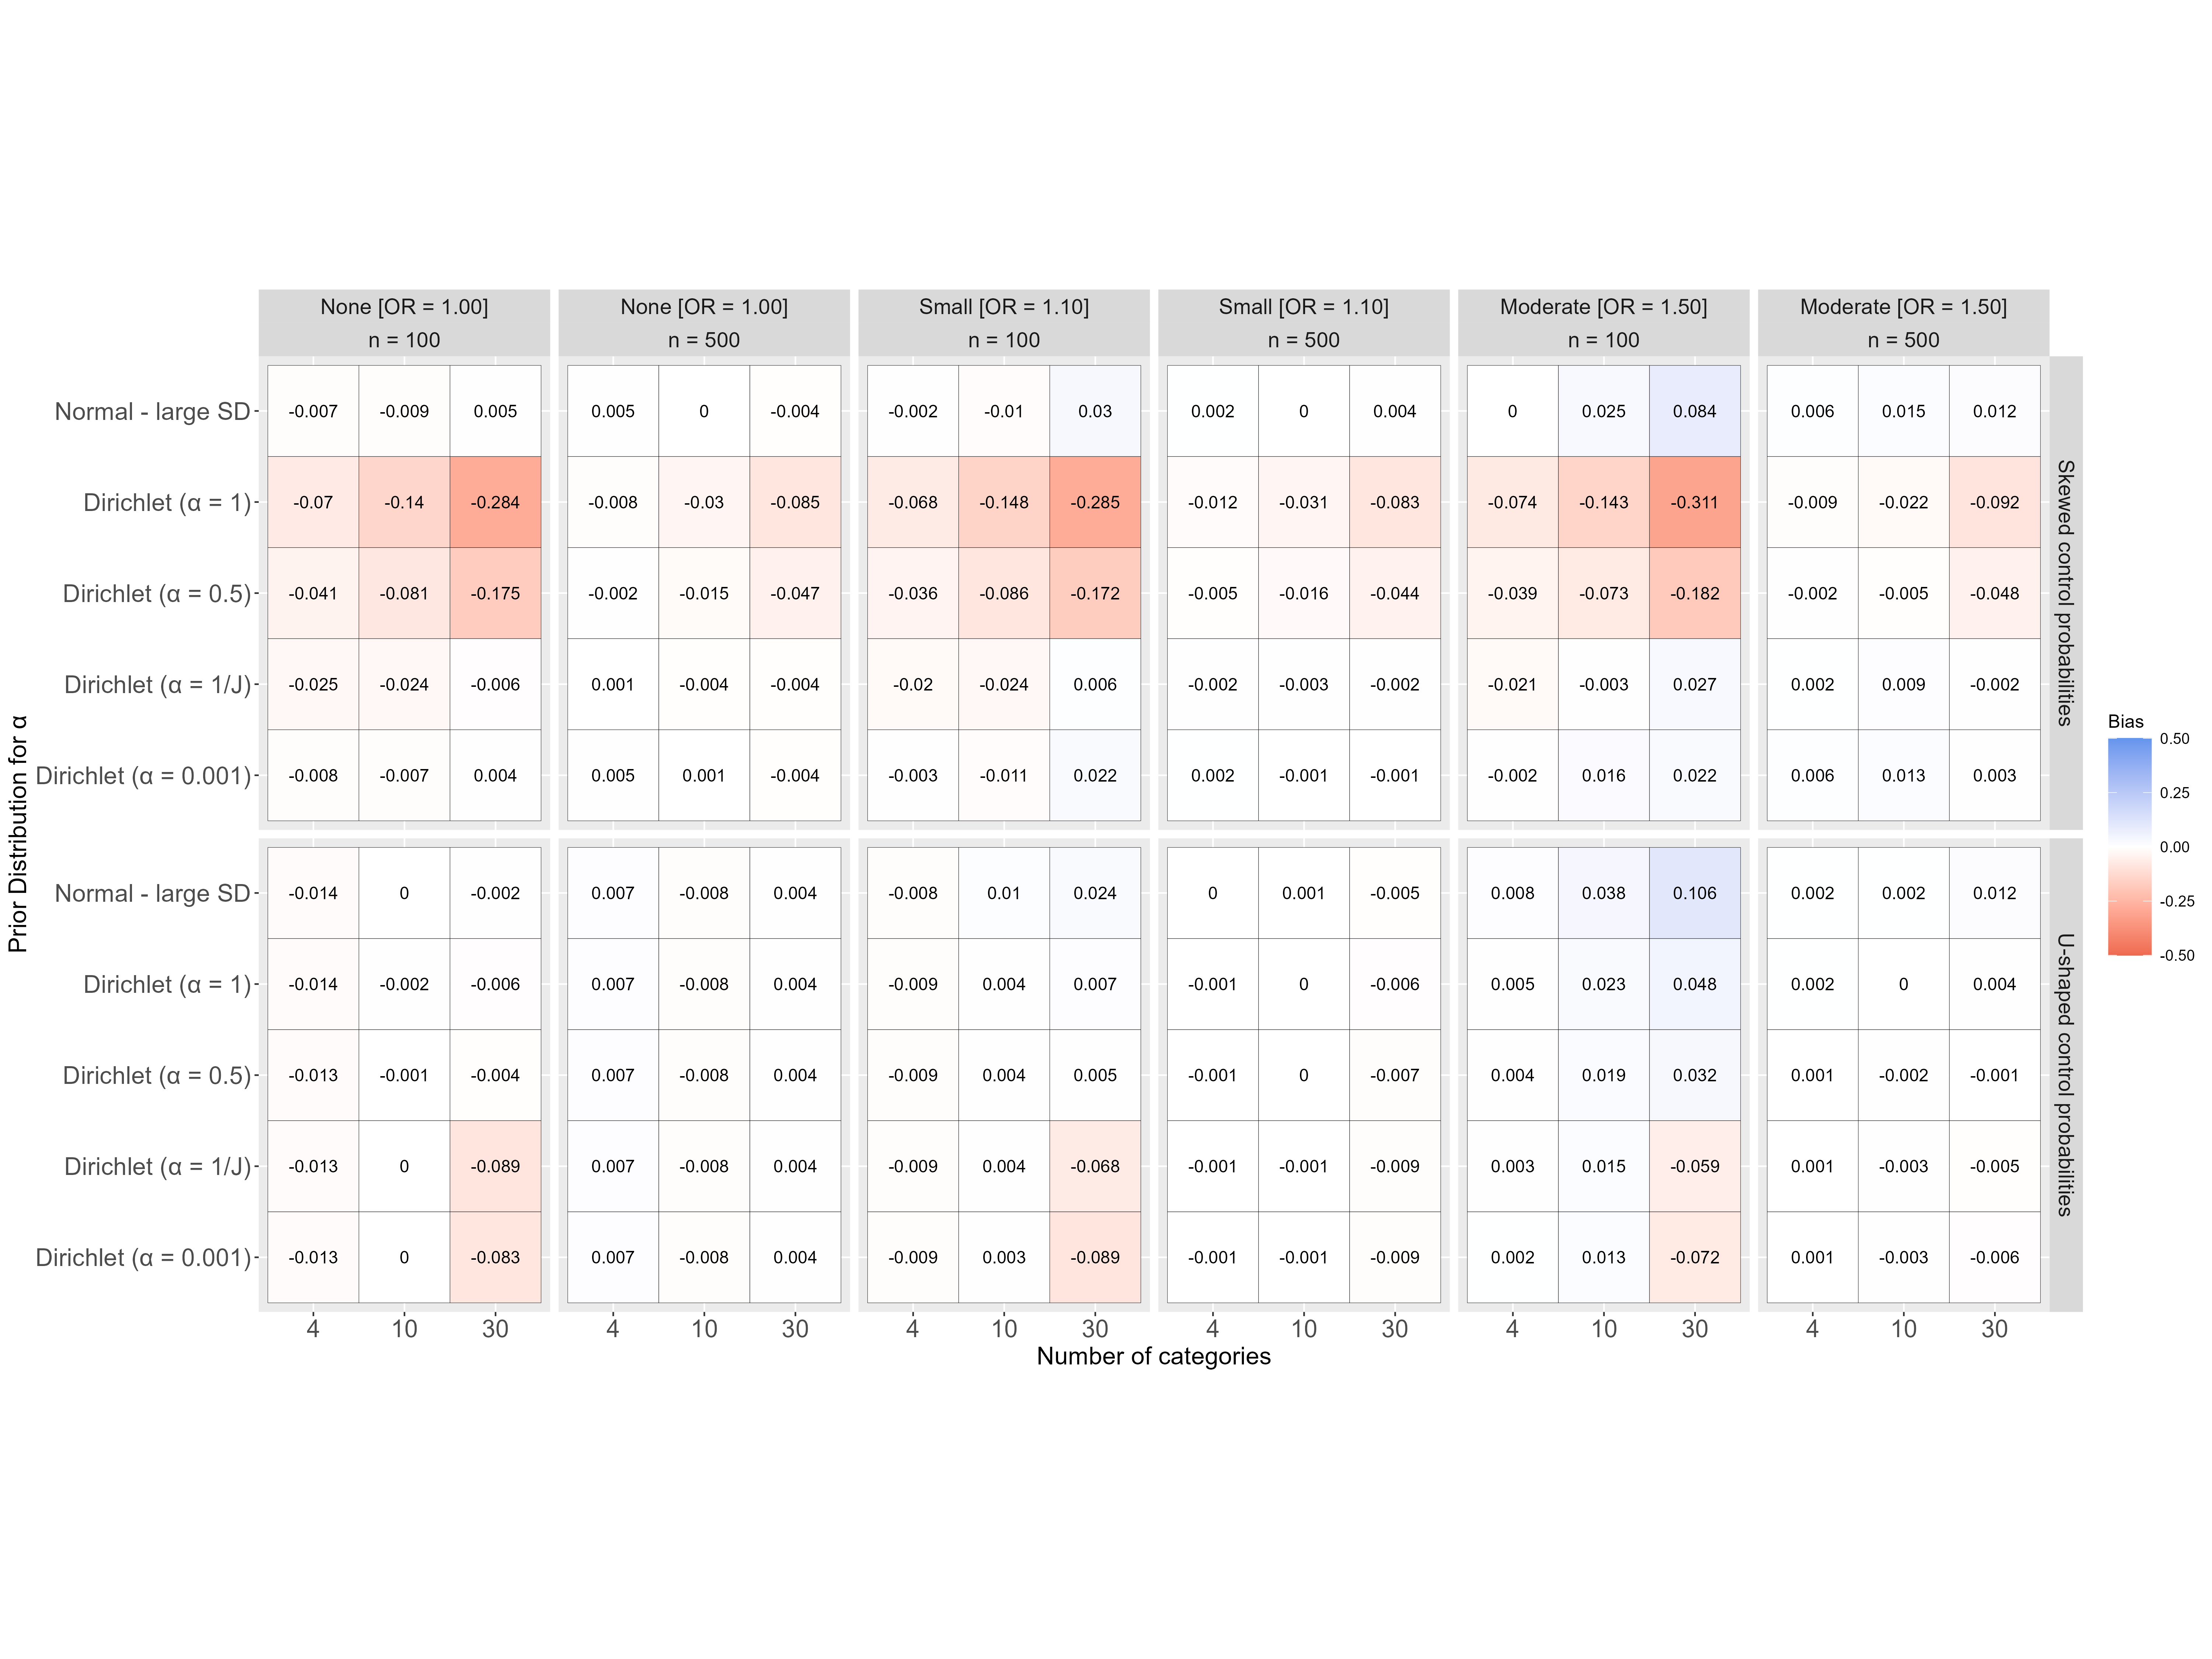 None [OR = 1.00] None [OR = 1.00] Small [OR = 1.10] Small [OR = 1.10] Moderate [OR = 1.50] Moderate [OR = 1.50]
n = 100 n = 500 n = 100 n = 500 n = 100 n = 500
Normal - large SD -0.007 -0.009 0.005 0.005 0 -0.004 -0.002 -0.01 0.03 0.002 0 0.004 0 0.025 0.084 0.006 0.015 0.012
Dirichlet (α = 1) -0.07 -0.14 -0.284 -0.008 -0.03 -0.085 -0.068 -0.148 -0.285 -0.012 -0.031 -0.083 -0.074 -0.143 -0.311 -0.009 -0.022 -0.092
Dirichlet (α = 0.5) -0.041 -0.081 -0.175 -0.002 -0.015 -0.047 -0.036 -0.086 -0.172 -0.005 -0.016 -0.044 -0.039 -0.073 -0.182 -0.002 -0.005 -0.048
Dirichlet (α = 1/J) -0.025 -0.024 -0.006 0.001 -0.004 -0.004 -0.02 -0.024 0.006 -0.002 -0.003 -0.002 -0.021 -0.003 0.027 0.002 0.009 -0.002
Dirichlet (α = 0.001) -0.008 -0.007 0.004 0.005 0.001 -0.004 -0.003 -0.011 0.022 0.002 -0.001 -0.001 -0.002 0.016 0.022 0.006 0.013 0.003
Skewed control probabilities
Normal - large SD -0.014 0 -0.002 0.007 -0.008 0.004 -0.008 0.01 0.024 0 0.001 -0.005 0.008 0.038 0.106 0.002 0.002 0.012
Dirichlet (α = 1) -0.014 -0.002 -0.006 0.007 -0.008 0.004 -0.009 0.004 0.007 -0.001 0 -0.006 0.005 0.023 0.048 0.002 0 0.004
Dirichlet (α = 0.5) -0.013 -0.001 -0.004 0.007 -0.008 0.004 -0.009 0.004 0.005 -0.001 0 -0.007 0.004 0.019 0.032 0.001 -0.002 -0.001
Dirichlet (α = 1/J) -0.013 0 -0.089 0.007 -0.008 0.004 -0.009 0.004 -0.068 -0.001 -0.001 -0.009 0.003 0.015 -0.059 0.001 -0.003 -0.005
Dirichlet (α = 0.001) -0.013 0 -0.083 0.007 -0.008 0.004 -0.009 0.003 -0.089 -0.001 -0.001 -0.009 0.002 0.013 -0.072 0.001 -0.003 -0.006
U-shaped control probabilities
4 10 30 4 10 30 4 10 30 4 10 30 4 10 30 4 10 30
Number of categories
Prior Distribution for α
Bias
0.50
0.25
0.00
-0.25
-0.50